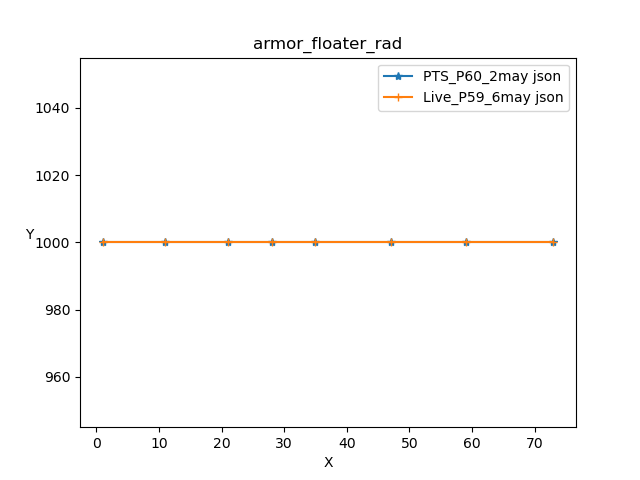 armor_floater_rad
PTS_P60_2may json
Live_P59_6may json
Y
1040
1020
1000
980
960
0 10 20 30 40 50 60 70
X